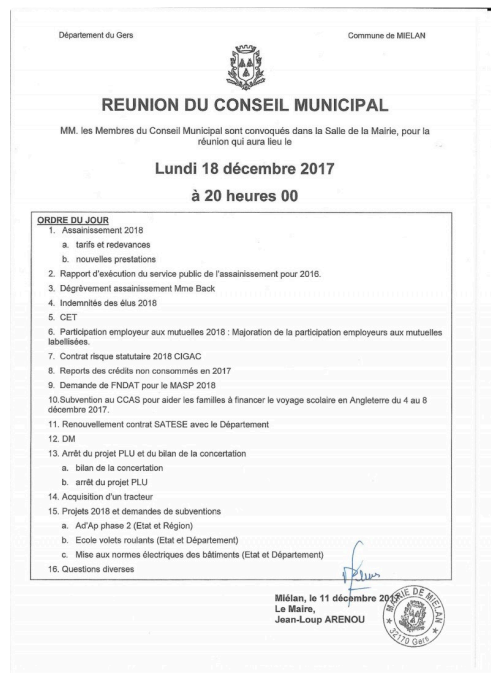 Département du Gers
Commune de MIELAN
REUNION DU CONSEIL MUNICIPAL
MM. les Membres du Conseil Municipal sont convoqués dans la Salle de la Mairie, pour la
réunion qui aura lieu le
Lundi 18 décembre 2017
à 20 heures 00
ORDRE DU JOUR
1. Assainissement 2018
a. tarifs et redevances
b. nouvelles prestations
2. Rapport d'exécution du service public de l'assainissement pour 2016.
3. Dégrèvement assainissement Mme Back
4. Indemnités des élus 2018
5. CET
6. Participation employeur aux mutuelles 2018 : Majoration de la participation employeurs aux mutuelles
labellisées.
7. Contrat risque statutaire 2018 CIGAC
8. Reports des crédits non consommés en 2017
9. Demande de FNDAT pour le MASP 2018
10.Subvention au CCAS pour aider les familles à financer le voyage scolaire en Angleterre du 4 au 8
décembre 2017.
11. Renouvellement contrat SATESE avec le Département
12. DM
13. Arrêt du projet PLU et du bilan de la concertation
a. bilan de la concertation
b. arrêt du projet PLU
14. Acquisition d'un tracteur
15. Projets 2018 et demandes de subventions
a. Ad'Ap phase 2 (Etat et Région)
b. Ecole volets roulants (Etat et Département)
c. Mise aux normes électriques des bâtiments (Etat et Département)
16. Questions diverses
Miélan, le 11 décembre 2017
Le Maire,
Jean-Loup ARENOU
MAIRIE DE MIELAN
32170 Gers